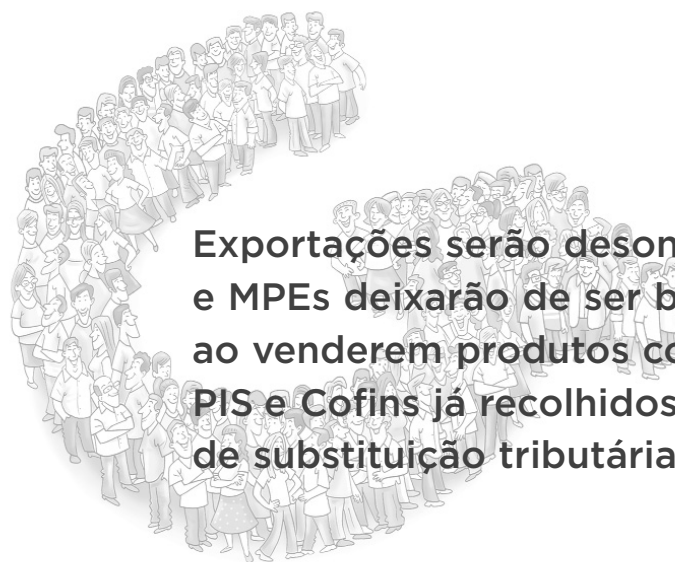 Exportações serão
e MPEs deixarão de ser
ao venderem produtos
PIS e Cofins já recolhidos
de substituição tributária